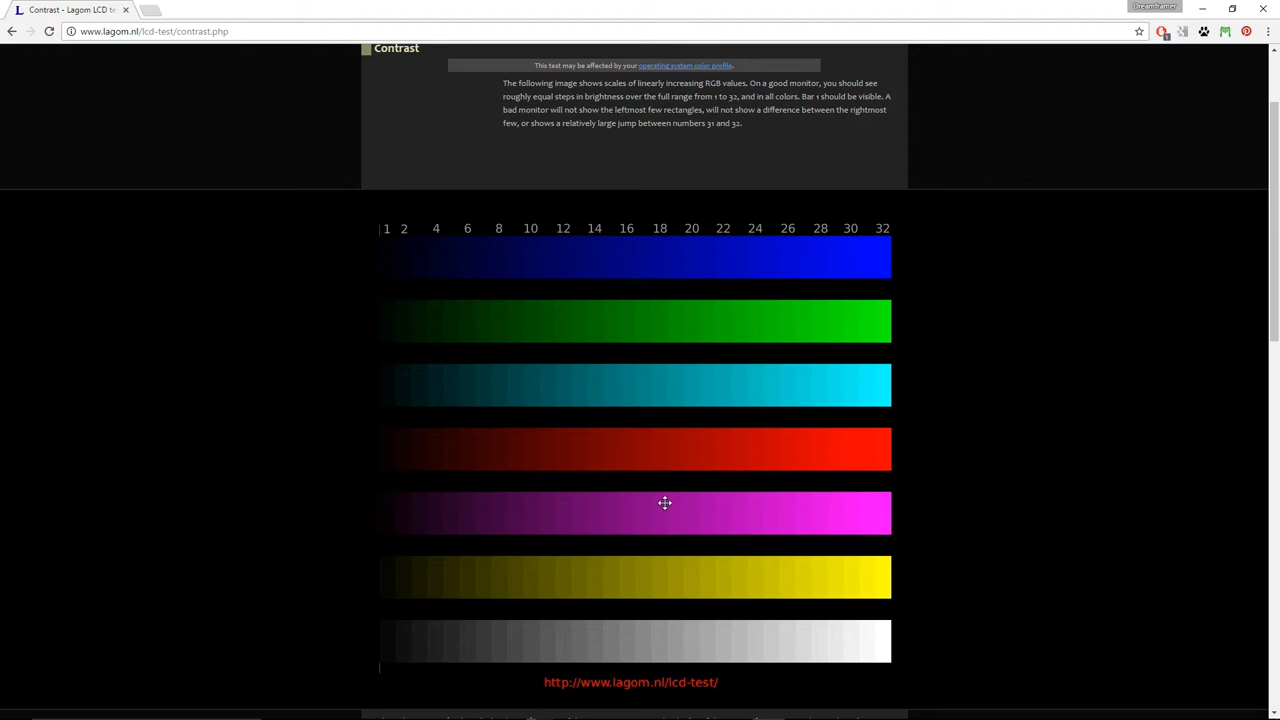 Contrast - Lagom LCD te
Dreamframer
www.lagom.nl/lcd-test/contrast.php
Contrast
This test may be affected by your operating system color profile.
The following image shows scales of linearly increasing RGB values. On a good monitor, you should see
roughly equal steps in brightness over the full range from 1 to 32, and in all colors. Bar 1 should be visible. A
bad monitor will not show the leftmost few rectangles, will not show a difference between the rightmost
few, or shows a relatively large jump between numbers 31 and 32.
1 2 4 6 8 10 12 14 16 18 20 22 24 26 28 30 32
http://www.lagom.nl/lcd-test/